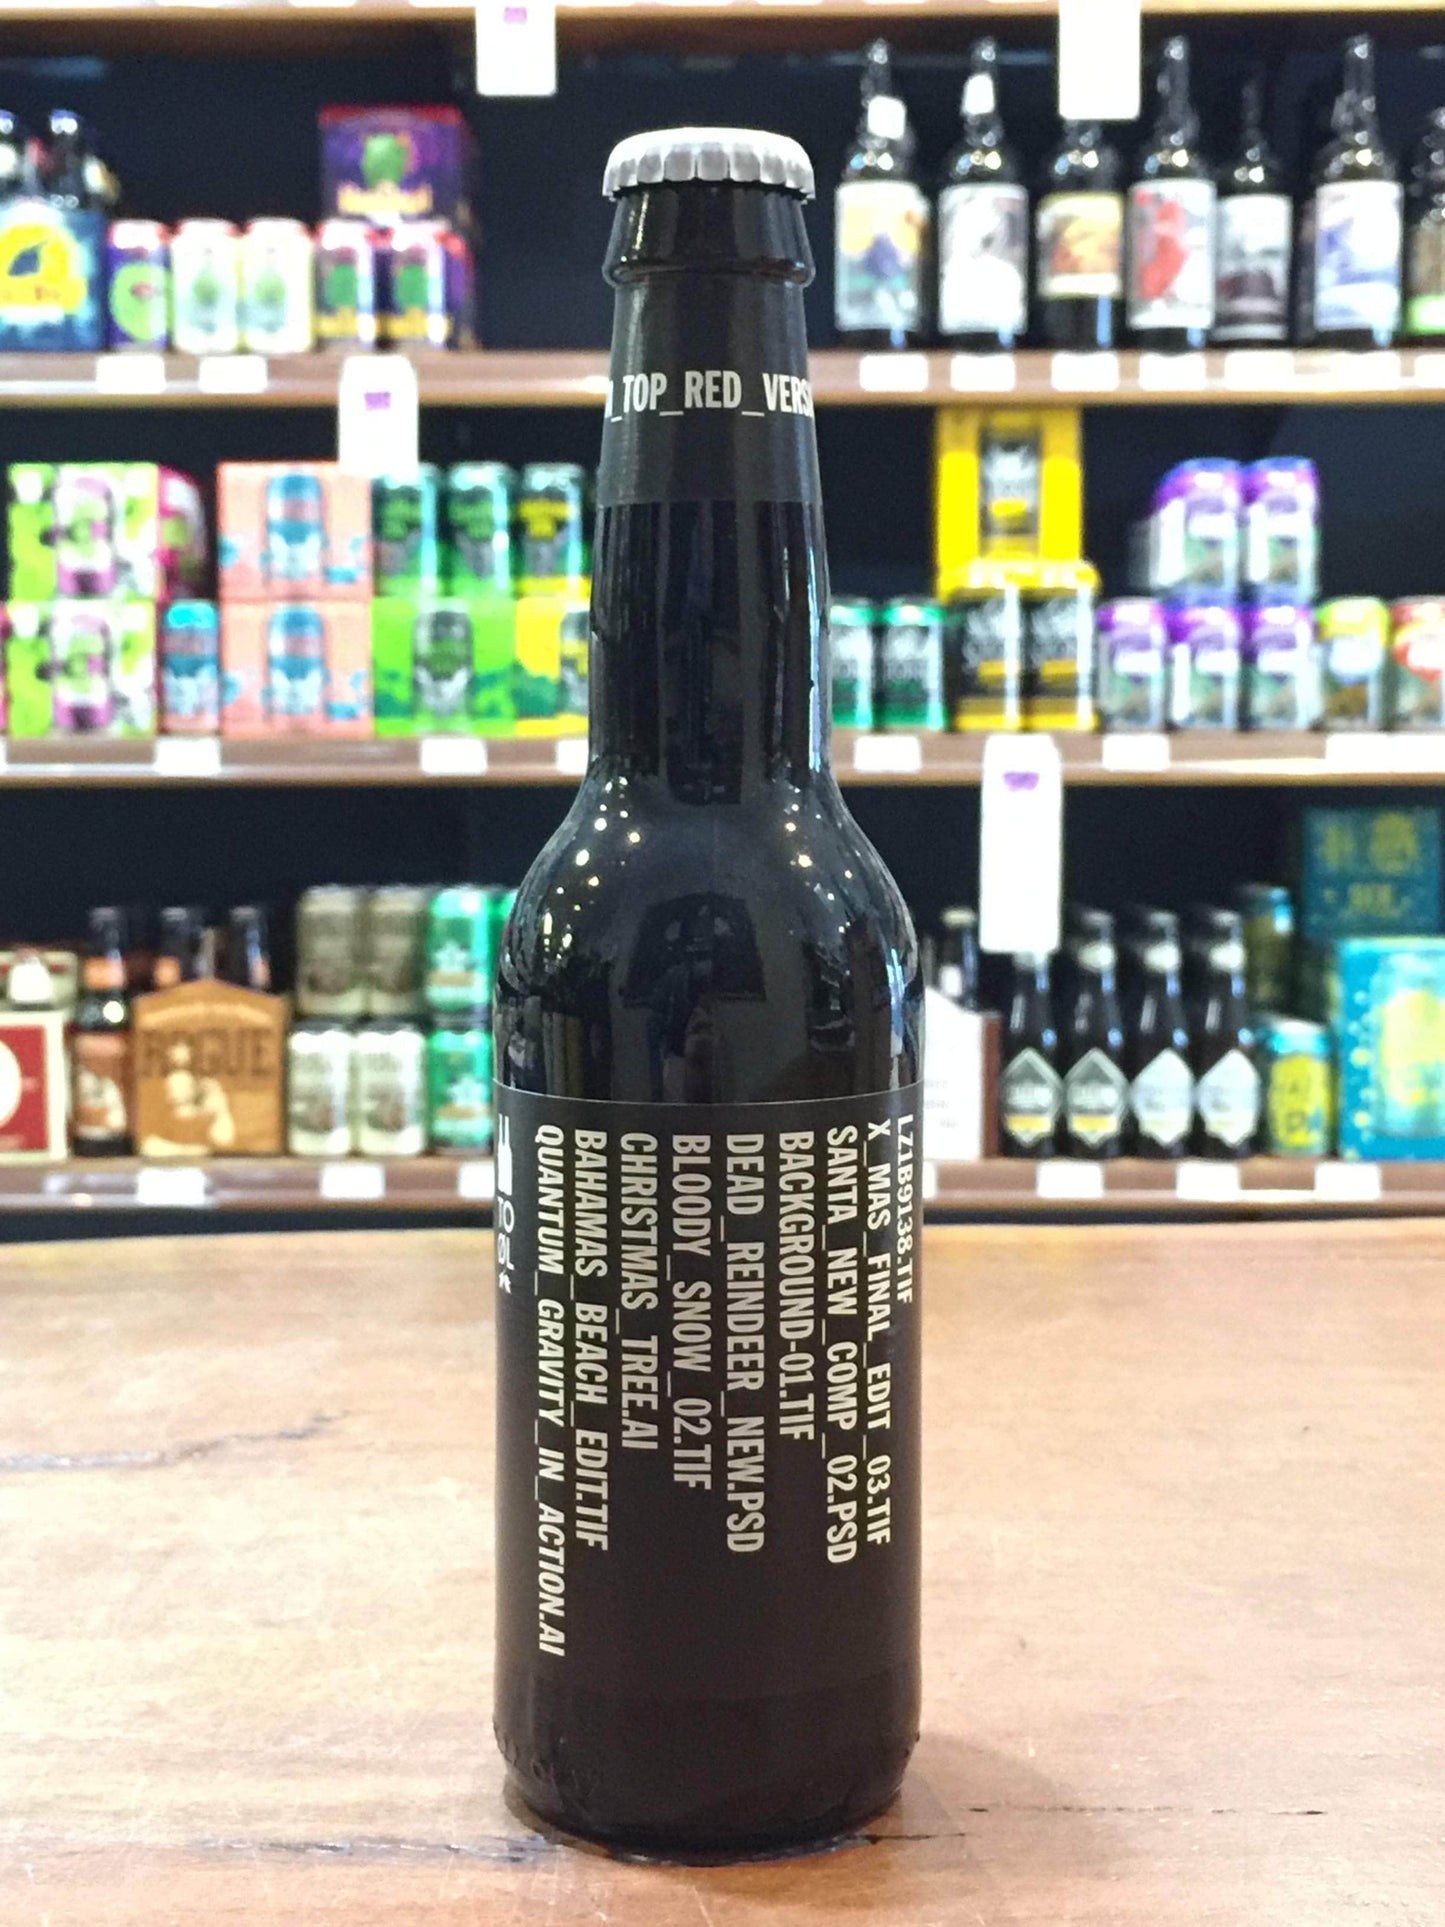 _TOP_RED_VERS
LZ1B9138.TIF
X_MAS_FINAL_EDIT_03.TIF
SANTA_NEW_COMP_02.PSD
BACKGROUND-01.TIF
DEAD_REINDEER_NEW.PSD
BLOODY_SNOW_02.TIF
CHRISTMAS_TREE.AI
BAHAMAS_BEACH_EDIT.TIF
QUANTUM_GRAVITY_IN_ACTION.AI
TO
ØL
ROGUE